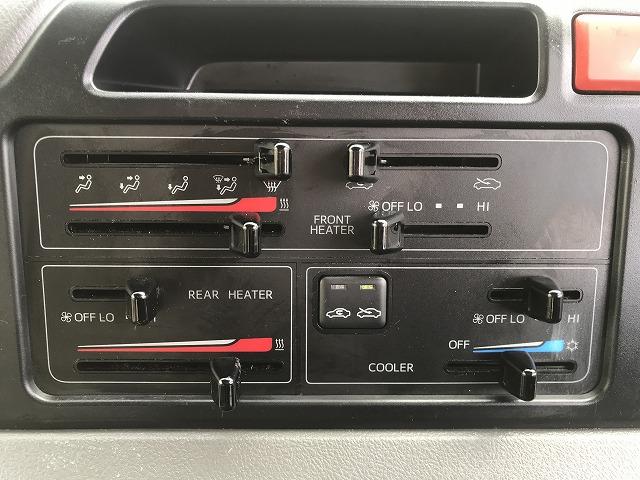 FRONT
HEATER
OFF LO HI
REAR HEATER
OFF LO
OFF LO HI
OFF
COOLER